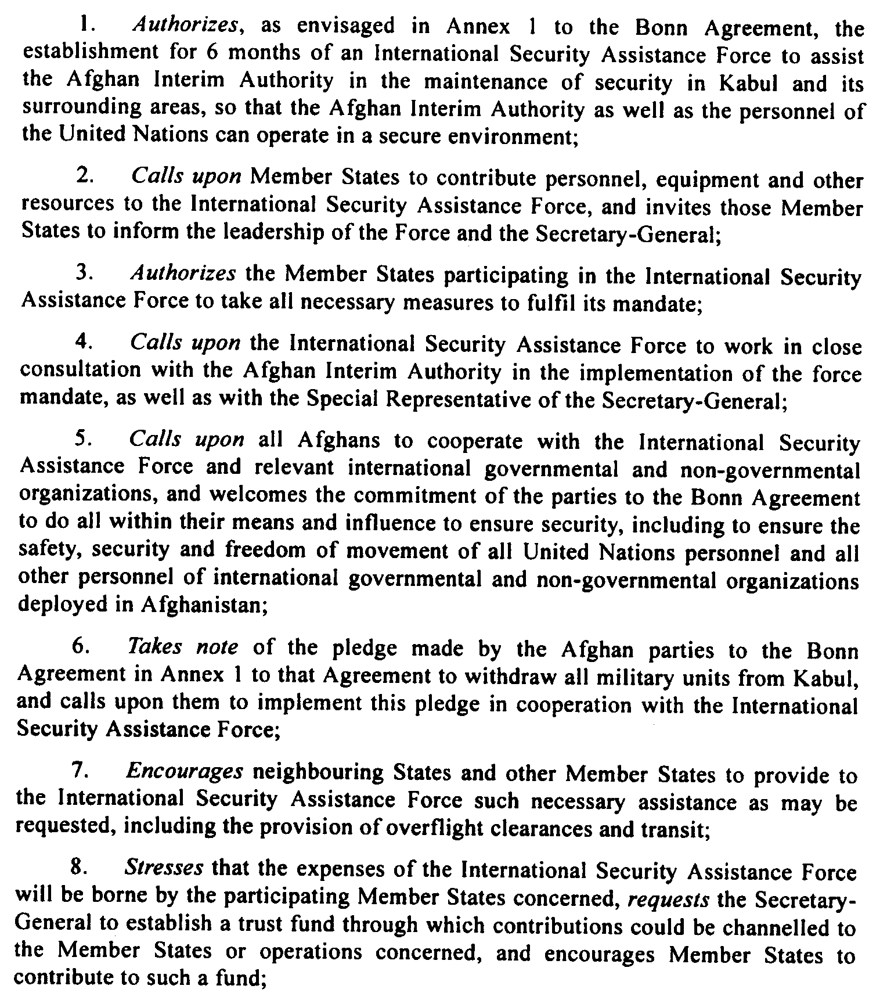 1. Authorizes, as envisaged in Annex 1 to the Bonn Agreement, the
establishment for 6 months of an International Security Assistance Force to assist
the Afghan Interim Authority in the maintenance of security in Kabul and its
surrounding areas, so that the Afghan Interim Authority as well as the personnel of
the United Nations can operate in a secure environment;
2. Calls upon Member States to contribute personnel, equipment and other
resources to the International Security Assistance Force, and invites those Member
States to inform the leadership of the Force and the Secretary-General;
3. Authorizes the Member States participating in the International Security
Assistance Force to take all necessary measures to fulfil its mandate;
4. Calls upon the International Security Assistance Force to work in close
consultation with the Afghan Interim Authority in the implementation of the force
mandate, as well as with the Special Representative of the Secretary-General;
5. Calls upon all Afghans to cooperate with the International Security
Assistance Force and relevant international governmental and non-governmental
organizations, and welcomes the commitment of the parties to the Bonn Agreement
to do all within their means and influence to ensure security, including to ensure the
safety, security and freedom of movement of all United Nations personnel and all
other personnel of international governmental and non-governmental organizations
deployed in Afghanistan;
6. Takes note of the pledge made by the Afghan parties to the Bonn
Agreement in Annex 1 to that Agreement to withdraw all military units from Kabul,
and calls upon them to implement this pledge in cooperation with the International
Security Assistance Force;
7. Encourages neighbouring States and other Member States to provide to
the International Security Assistance Force such necessary assistance as may be
requested, including the provision of overflight clearances and transit;
8. Stresses that the expenses of the International Security Assistance Force
will be borne by the participating Member States concerned, requests the Secretary-
General to establish a trust fund through which contributions could be channelled to
the Member States or operations concerned, and encourages Member States to
contribute to such a fund;